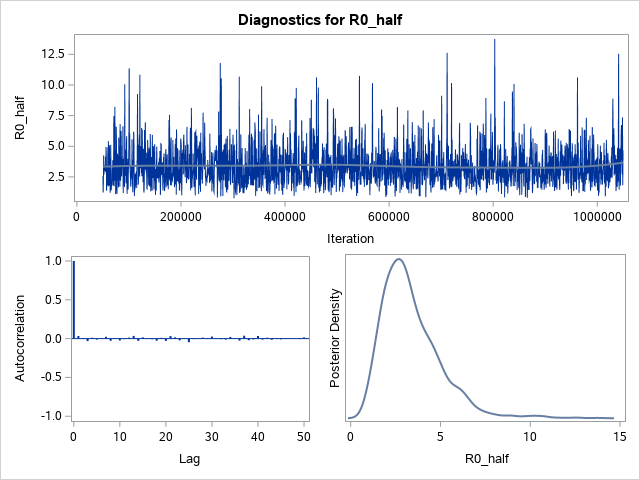 Diagnostics for R0_half
R0_half
12.5
10.0
7.5
5.0
2.5
0 200000 400000 600000 800000 1000000
Iteration
Autocorrelation
1.0
0.5
0.0
-0.5
-1.0
0 10 20 30 40 50
Lag
Posterior Density
0 5 10 15
R0_half